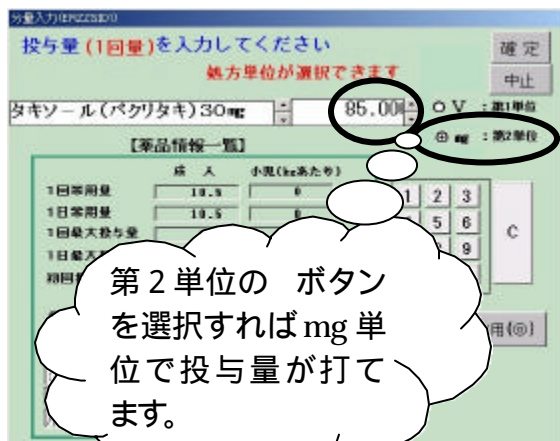 分量入力(ERZZSI01)
投与量 (1回量)を入力してください
処方単位が選択できます
確 定
中止
タキソール(パクリタキ)30mg 85.00 ○ V :第1単位
mg :第2単位
【薬品情報一覧】
成 人 小児(kgあたり)
1回常用量 10.5 0
1日常用量 10.5 0
1回最大投与量
1日最大
初回
1 2 3
5 6
9
C
用(◎)
第2単位の ボタン
を選択すればmg単
位で投与量が打て
ます。